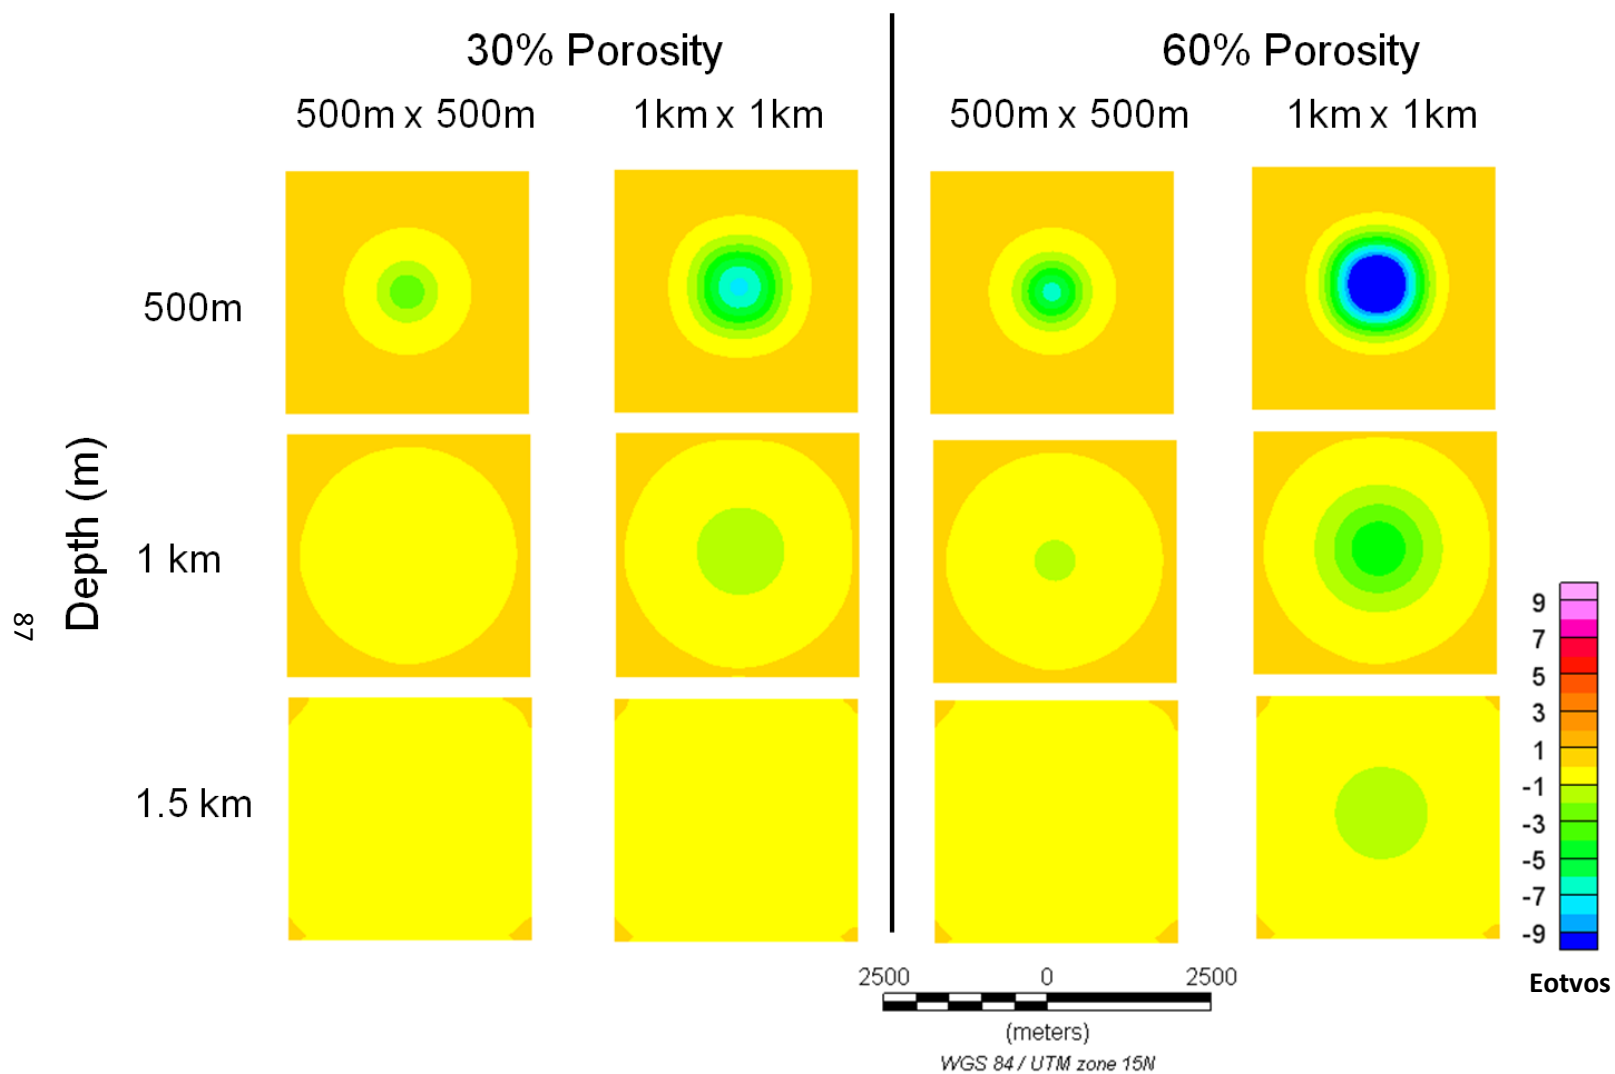 30% Porosity
60% Porosity
500m x 500m
1km x 1km
500m x 500m
1km x 1km
Depth (m)
500m
1 km
1.5 km
87
9
7
5
3
1
-1
-3
-5
-7
-9
Eotvos
2500 0 2500
(meters)
WGS 84 / UTM zone 15N